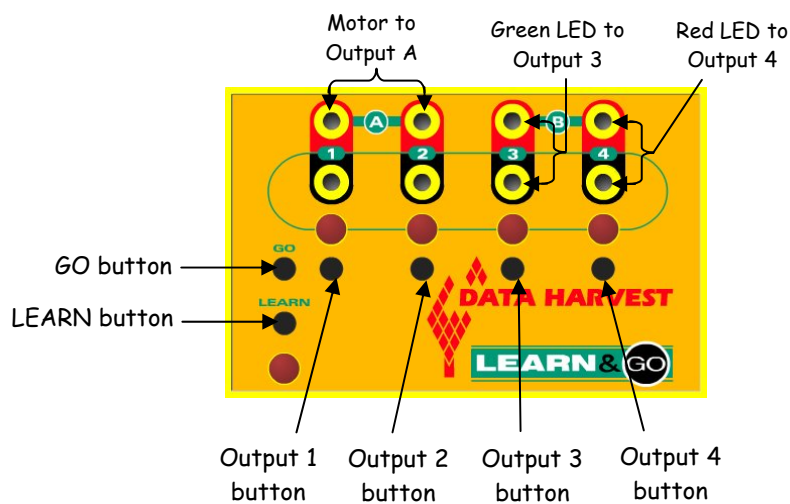 Motor to
Output A
Green LED to
Output 3
Red LED to
Output 4
A
B
1
2
3
4
GO
GO button
LEARN
LEARN button
DATA HARVEST
LEARN & GO
Output 1
button
Output 2
button
Output 3
button
Output 4
button